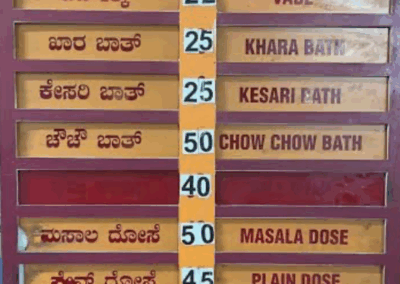 ಖಾರ ಬಾತ್ 25 KHARA BATH
ಕೇಸರಿ ಬಾತ್ 25 KESARI BATH
ಚೌಚೌ ಬಾತ್ 50 CHOW CHOW BATH
40
ಮಸಾಲ ದೋಸೆ 50 MASALA DOSE
ಪ್ಲೇನ್ ದೋಸೆ 45 PLAIN DOSE